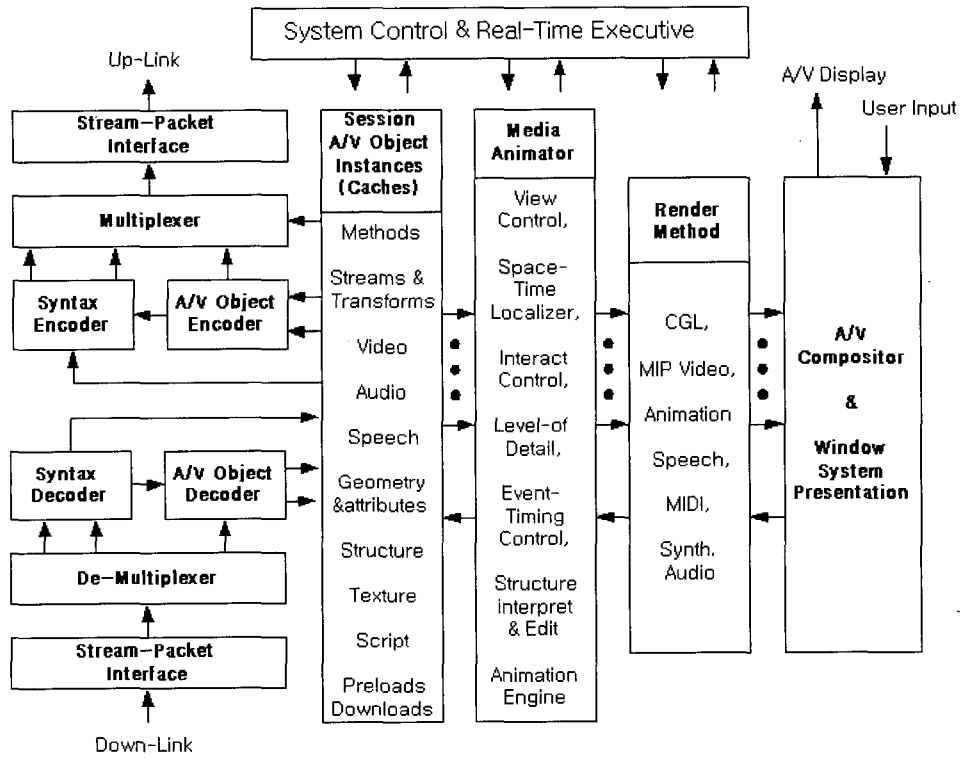 System Control & Real-Time Executive
Up-Link
A/V Display
User Input
Stream-Packet
Interface
Multiplexer
Syntax
Encoder
A/V Object
Encoder
Syntax
Decoder
A/V Object
Decoder
De-Multiplexer
Stream-Packet
Interface
Down-Link
Session
A/V Object
Instances
(Caches)
Methods
Streams &
Transforms
Video
Audio
Speech
Geometry
&attributes
Structure
Texture
Script
Preloads
Downloads
Media
Animator
View
Control,
Space-
Time
Localizer,
Interact
Control,
Level-of
Detail,
Event-
Timing
Control,
Structure
interpret
& Edit
Animation
Engine
Render
Method
CGL,
MIP Video,
Animation
Speech,
MIDI,
Synth.
Audio
A/V
Compositor
&
Window
System
Presentation